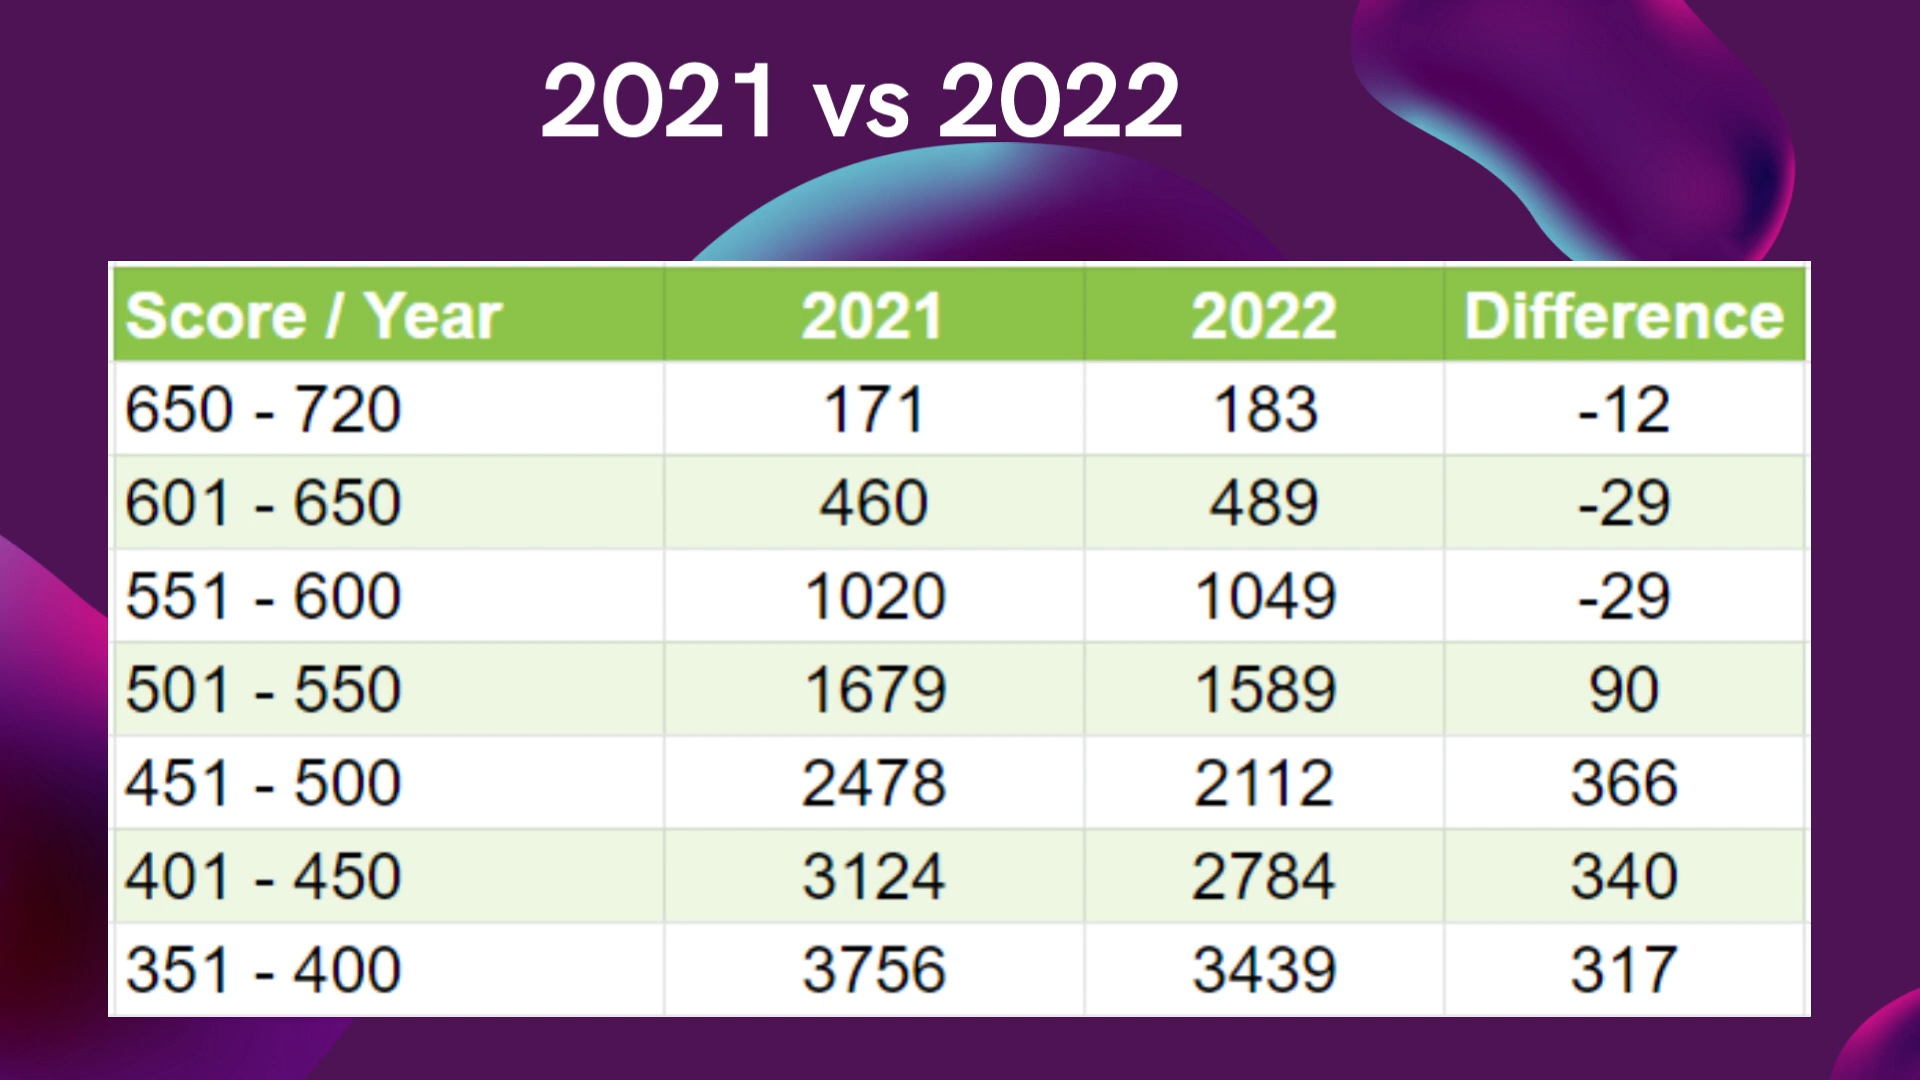 2021 vs 2022
Score / Year 2021 2022 Difference
650 - 720 171 183 -12
601 - 650 460 489 -29
551 - 600 1020 1049 -29
501 - 550 1679 1589 90
451 - 500 2478 2112 366
401 - 450 3124 2784 340
351 - 400 3756 3439 317